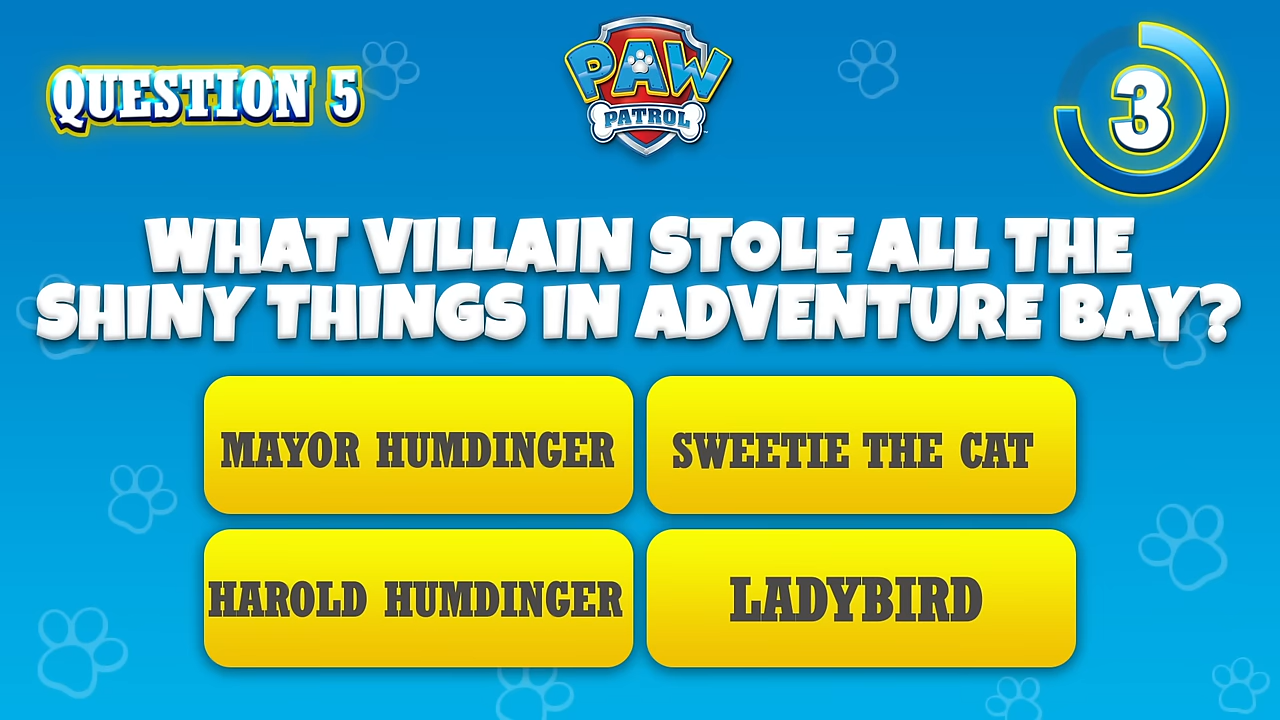 QUESTION 5
PAW
PATROL
3
WHAT VILLAIN STOLE ALL THE
SHINY THINGS IN ADVENTURE BAY?
MAYOR HUMDINGER
SWEETIE THE CAT
HAROLD HUMDINGER
LADYBIRD